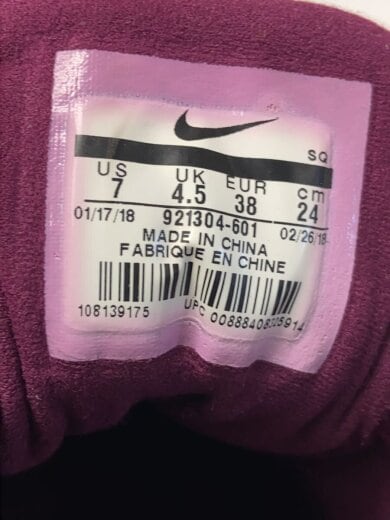 SQ
US UK EUR cm
7 4.5 38 24
01/17/18 921304-601 02/26/18
MADE IN CHINA
FABRIQUE EN CHINE
108139175 UPC